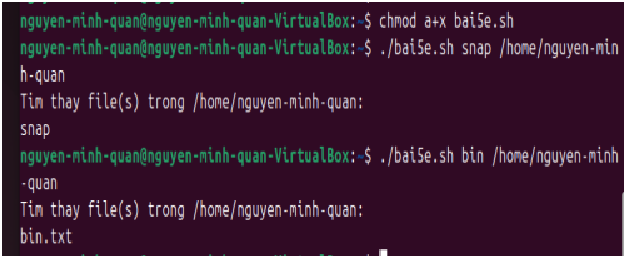 nguyen-minh-quan@nguyen-minh-quan-VirtualBox:~$ chmod a+x bai5e.sh
nguyen-minh-quan@nguyen-minh-quan-VirtualBox:~$ ./bai5e.sh snap /home/nguyen-min
h-quan
Tim thay file(s) trong /home/nguyen-minh-quan:
snap
nguyen-minh-quan@nguyen-minh-quan-VirtualBox:~$ ./bai5e.sh bin /home/nguyen-minh
-quan
Tim thay file(s) trong /home/nguyen-minh-quan:
bin.txt